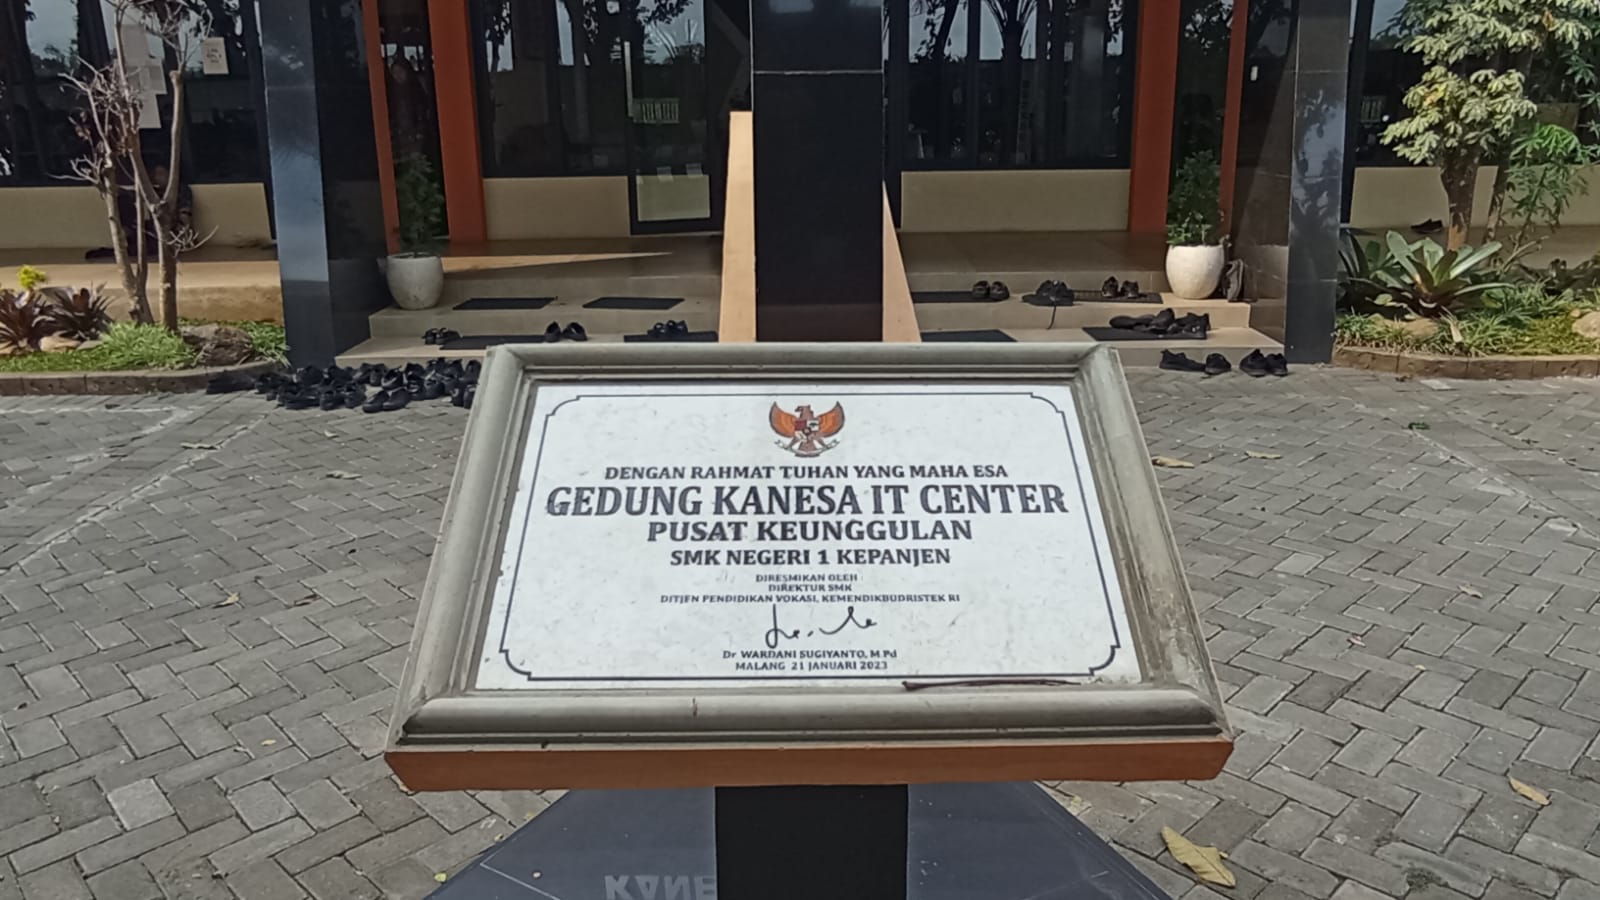 DENGAN RAHMAT TUHAN YANG MAHA ESA
GEDUNG KANESA IT CENTER
PUSAT KEUNGGULAN
SMK NEGERI 1 KEPANJEN
DIRESMIKAN OLEH
DIREKTUR SMK
DITJEN PENDIDIKAN VOKASI, KEMENDIKBUDRISTEK RI
Dr WARDANI SUGIYANTO, M.Pd
MALANG 21 JANUARI 2023